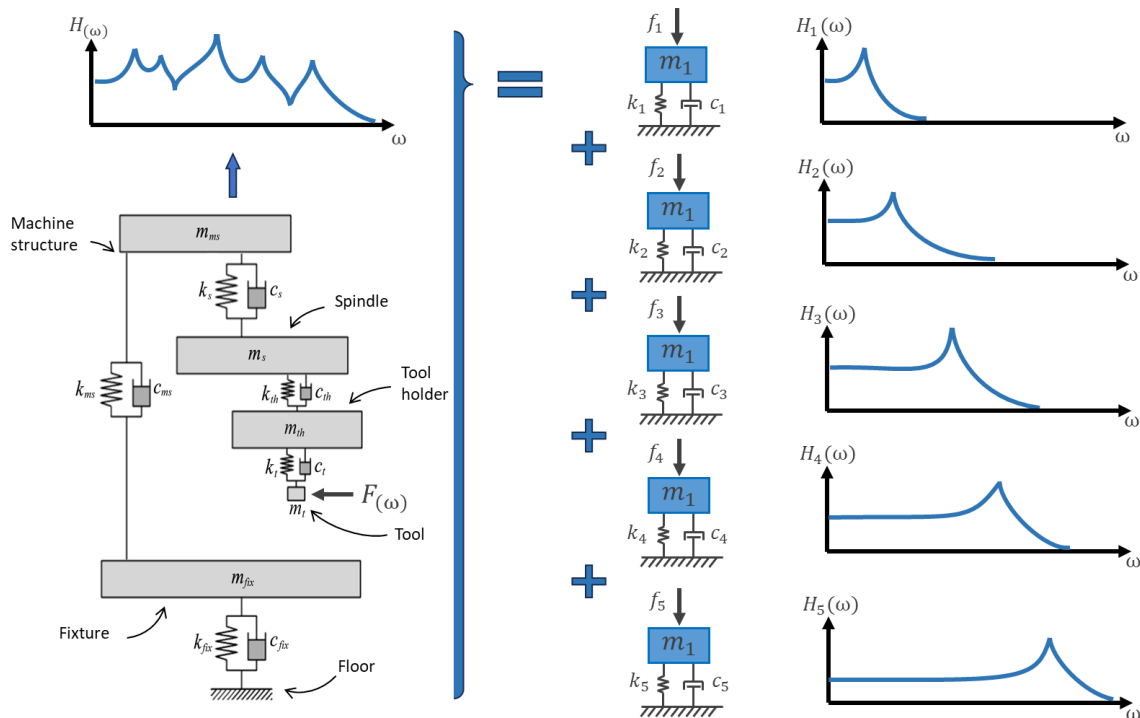 H(ω)
ω
Machine
structure
m_ms
k_s
c_s
Spindle
m_s
k_ms
c_ms
k_th
c_th
Tool
holder
m_th
k_t
c_t
F(ω)
m_t
Tool
m_fix
Fixture
k_fix
c_fix
Floor
f_1
m_1
k_1
c_1
H_1(ω)
ω
f_2
m_1
k_2
c_2
H_2(ω)
ω
f_3
m_1
k_3
c_3
H_3(ω)
ω
f_4
m_1
k_4
c_4
H_4(ω)
ω
f_5
m_1
k_5
c_5
H_5(ω)
ω